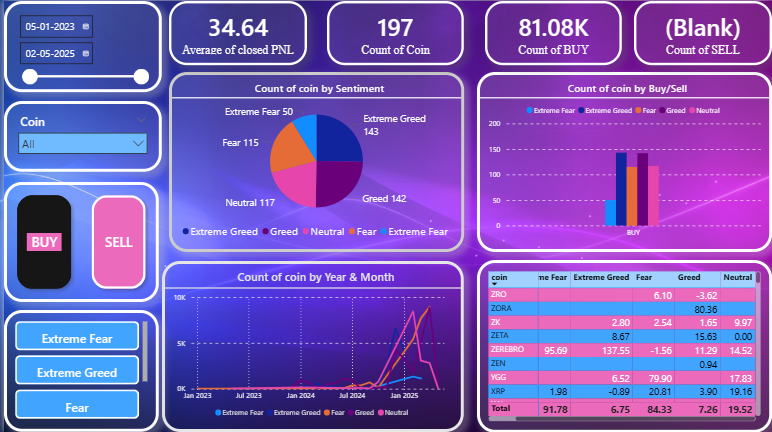 05-01-2023
02-05-2025
34.64
Average of closed PNL
197
Count of Coin
81.08K
Count of BUY
(Blank)
Count of SELL
Coin
All
BUY
SELL
Extreme Fear
Extreme Greed
Fear
Count of coin by Sentiment
Extreme Fear 50
Extreme Greed
143
Fear 115
Neutral 117
Greed 142
Extreme Greed Greed Neutral Fear Extreme Fear
Count of coin by Buy/Sell
Extreme Fear Extreme Greed Fear Greed Neutral
200
150
100
50
0
BUY
Count of coin by Year & Month
10K
5K
0K
Jan 2023 Jul 2023 Jan 2024 Jul 2024 Jan 2025
Extreme Fear Extreme Greed Fear Greed Neutral
coin me Fear Extreme Greed Fear Greed Neutral
ZRO 6.10 -3.62
ZORA 80.36
ZK 2.80 2.54 1.65 9.97
ZETA 8.67 15.63 0.00
ZEREBRO 95.69 137.55 -1.56 11.29 14.52
ZEN 0.94
YGG 6.52 79.90 17.83
XRP 1.98 -0.89 20.81 3.90 19.16
Total 91.78 6.75 84.33 7.26 19.52